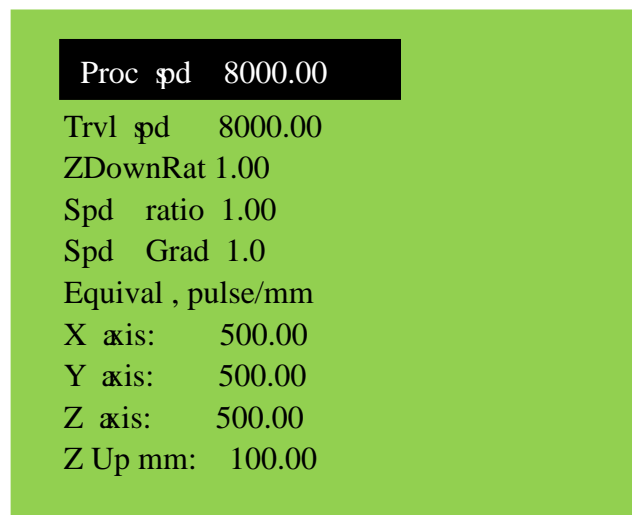 Proc spd 8000.00
Trvl spd 8000.00
ZDownRat 1.00
Spd ratio 1.00
Spd Grad 1.0
Equival , pulse/mm
X axis: 500.00
Y axis: 500.00
Z axis: 500.00
Z Up mm: 100.00